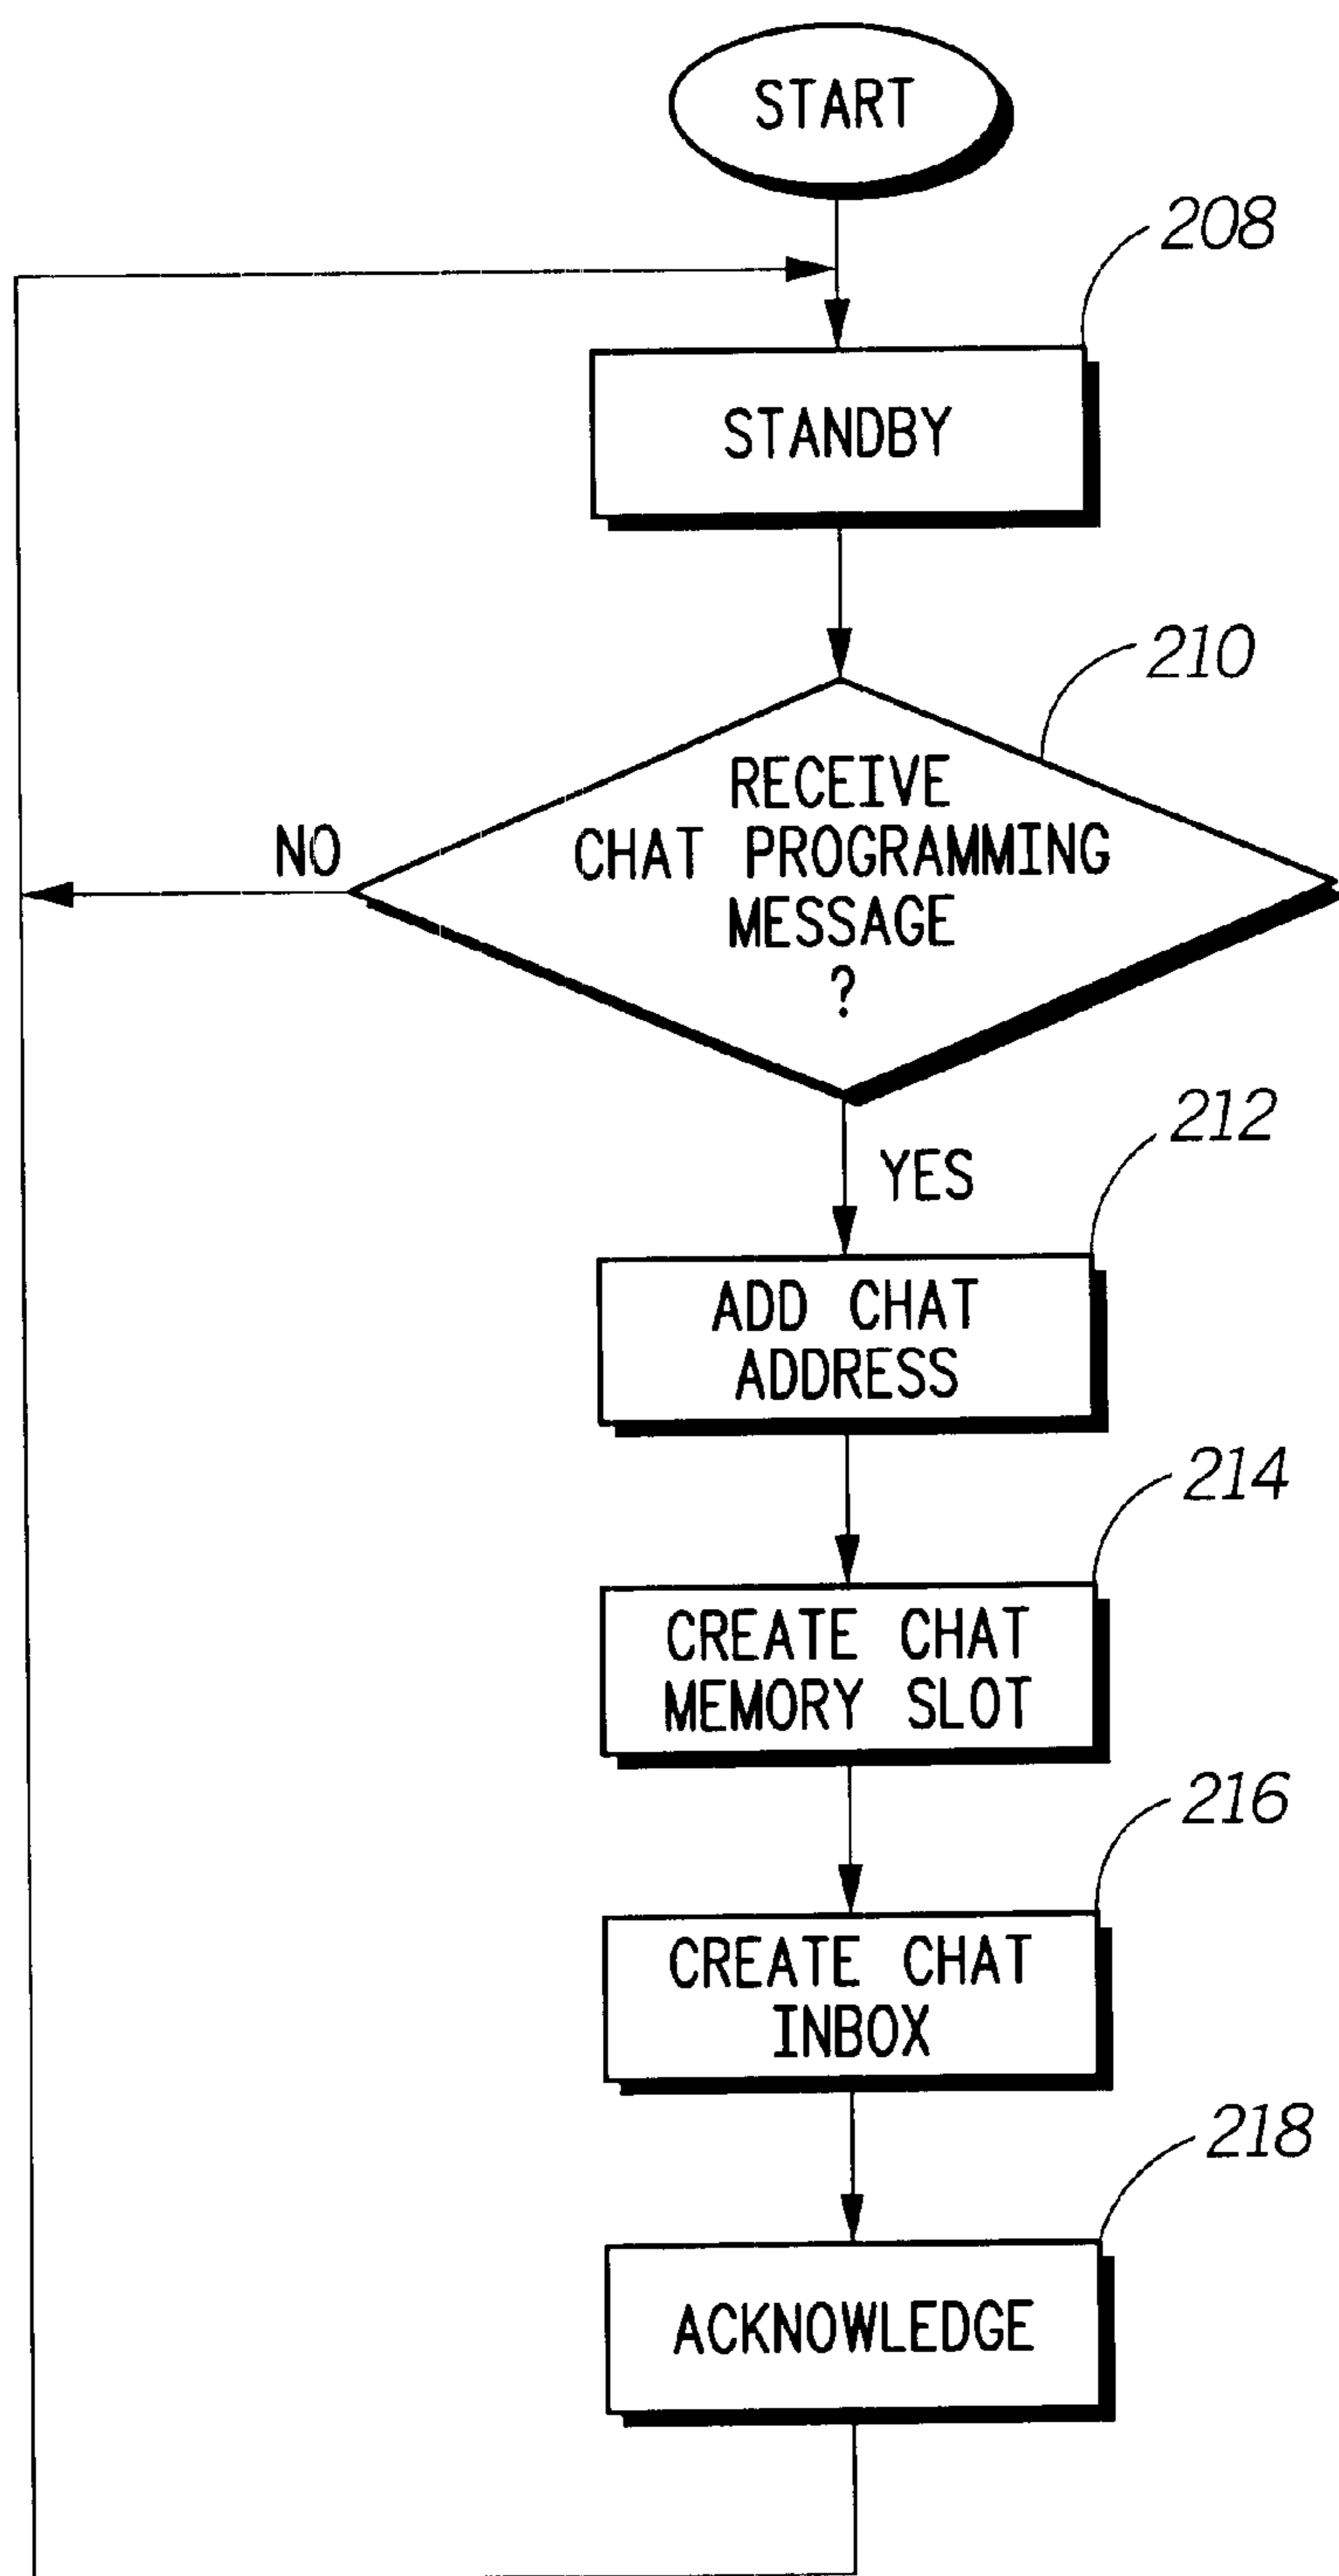 START
208
STANDBY
210
RECEIVE
CHAT PROGRAMMING
MESSAGE
?
NO
YES
212
ADD CHAT
ADDRESS
214
CREATE CHAT
MEMORY SLOT
216
CREATE CHAT
INBOX
218
ACKNOWLEDGE